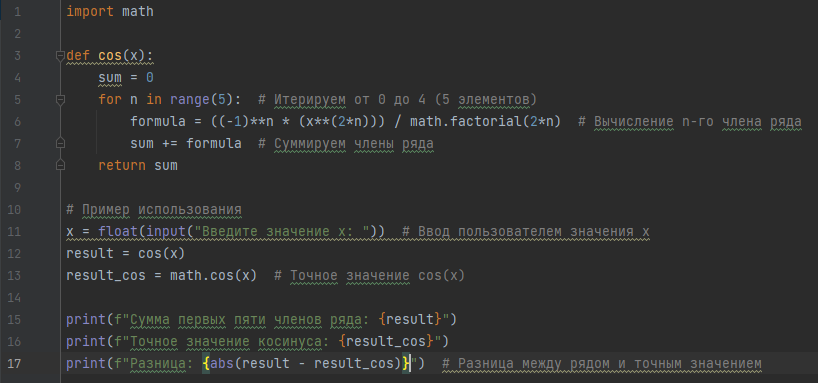 1 import math
2
3 def cos(x):
4     sum = 0
5     for n in range(5):  # Итерируем от 0 до 4 (5 элементов)
6         formula = ((-1)**n * (x**(2*n))) / math.factorial(2*n)  # Вычисление n-го члена ряда
7         sum += formula  # Суммируем члены ряда
8     return sum
9
10 # Пример использования
11 x = float(input("Введите значение x: "))  # Ввод пользователем значения x
12 result = cos(x)
13 result_cos = math.cos(x)  # Точное значение cos(x)
14
15 print(f"Сумма первых пяти членов ряда: {result}")
16 print(f"Точное значение косинуса: {result_cos}")
17 print(f"Разница: {abs(result - result_cos)}")  # Разница между рядом и точным значением